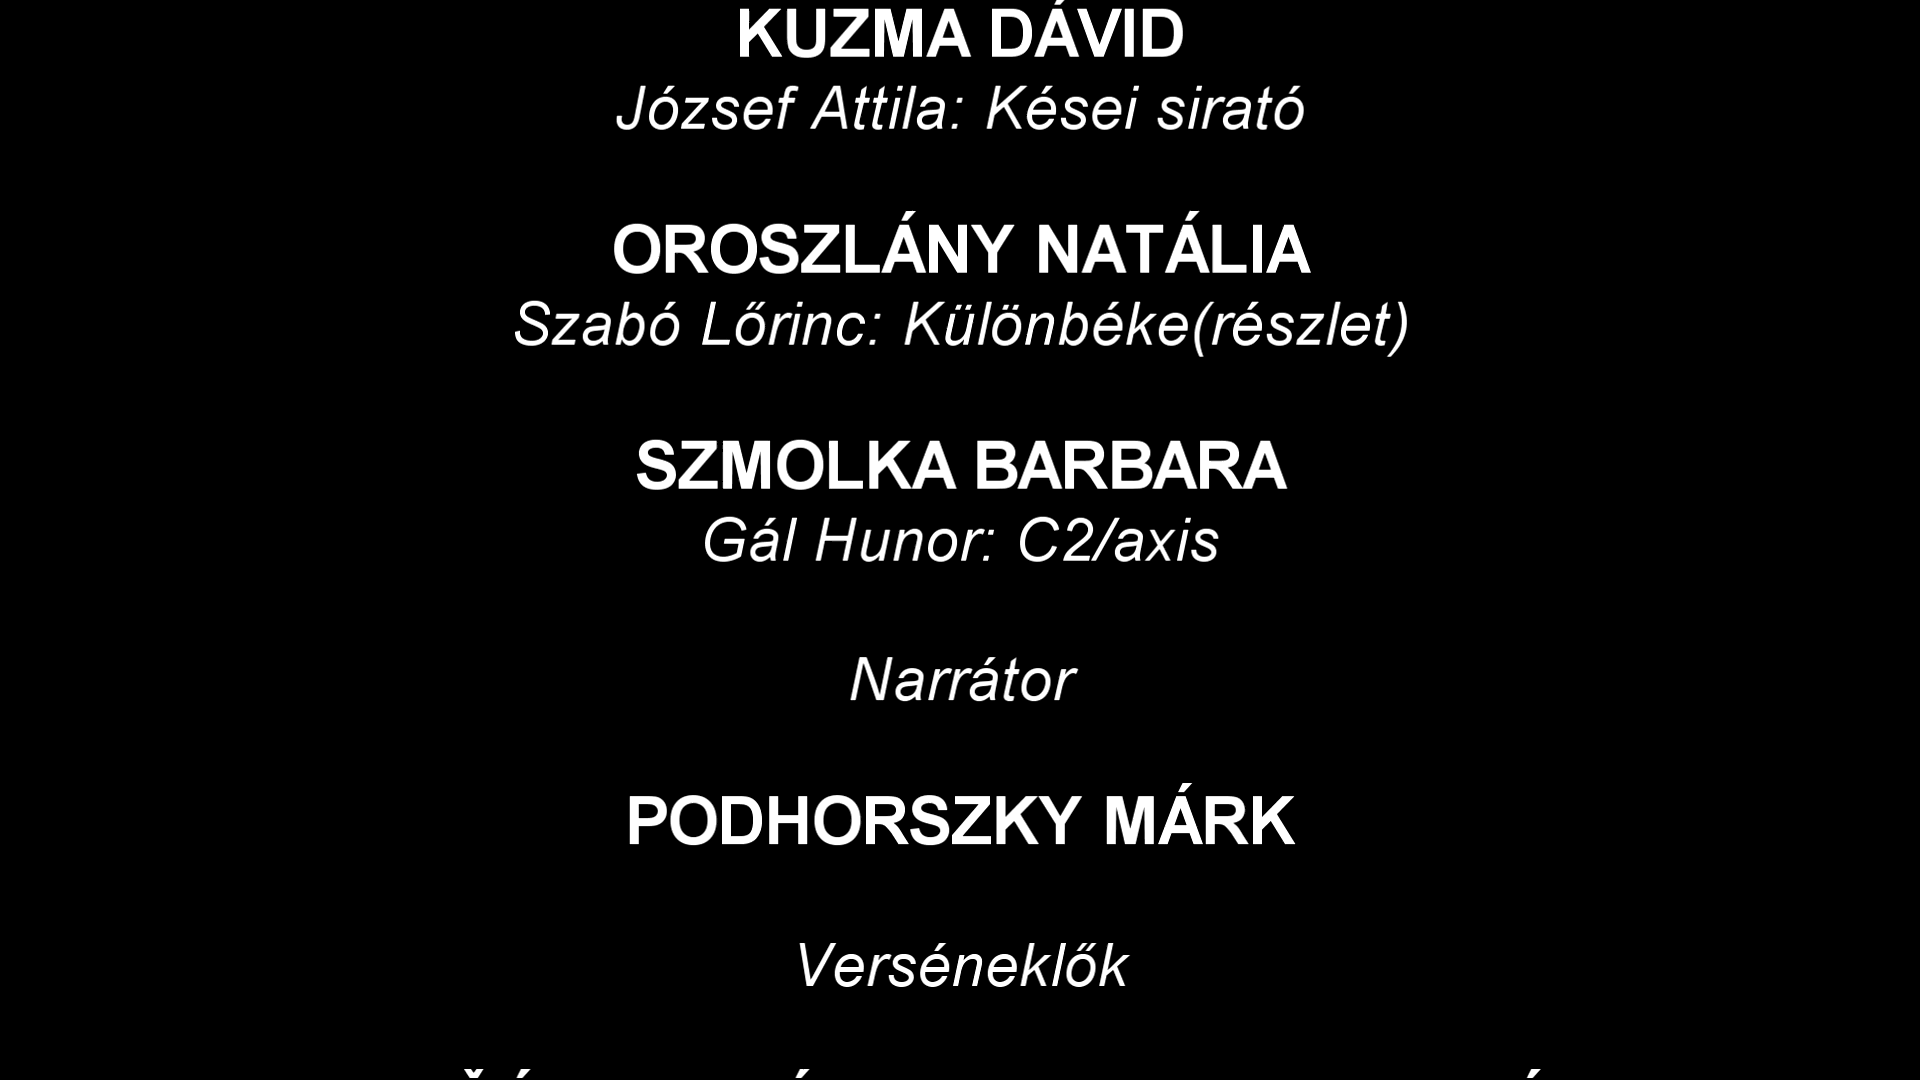 KUZMA DÁVID
József Attila: Kései sirató
OROSZLÁNY NATÁLIA
Szabó Lőrinc: Különbéke(részlet)
SZMOLKA BARBARA
Gál Hunor: C2/axis
Narrátor
PODHORSZKY MÁRK
Verséneklők